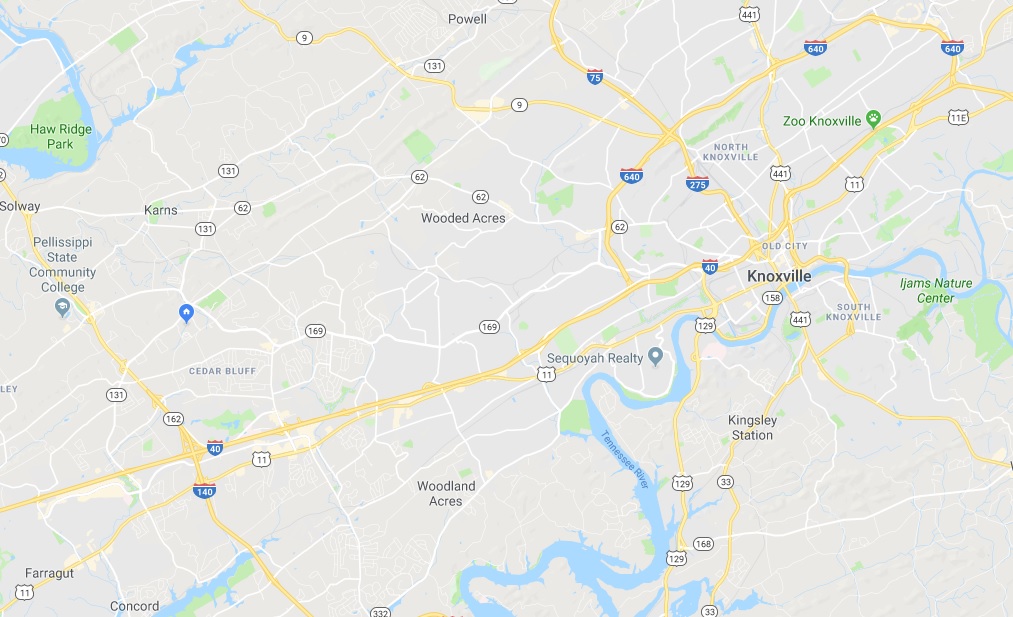 Powell
441
640
640
9
131
75
9
11E
Zoo Knoxville
Haw Ridge
Park
NORTH
KNOXVILLE
131
62
640
275
441
11
62
Solway
Karns
62
131
Wooded Acres
62
Pellissippi
State
Community
College
OLD CITY
40
Knoxville
Ijams Nature
Center
158
SOUTH
KNOXVILLE
441
129
169
169
Sequoyah Realty
11
CEDAR BLUFF
LEY
131
162
40
11
140
Kingsley
Station
Tennessee River
Woodland
Acres
129
33
168
129
Farragut
11
Concord
332
33